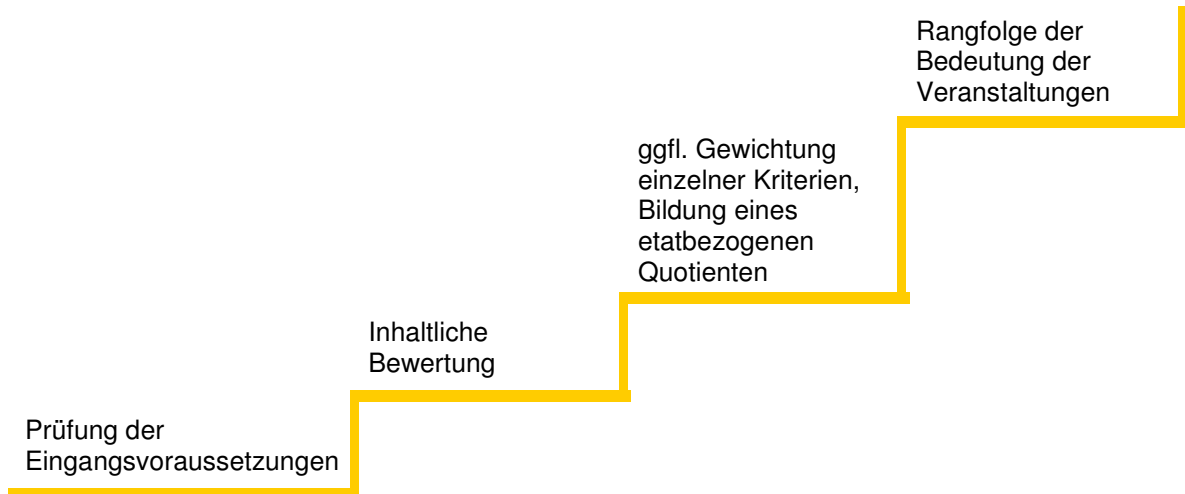 Rangfolge der
Bedeutung der
Veranstaltungen
ggfl. Gewichtung
einzelner Kriterien,
Bildung eines
etatbezogenen
Quotienten
Inhaltliche
Bewertung
Prüfung der
Eingangsvoraussetzungen